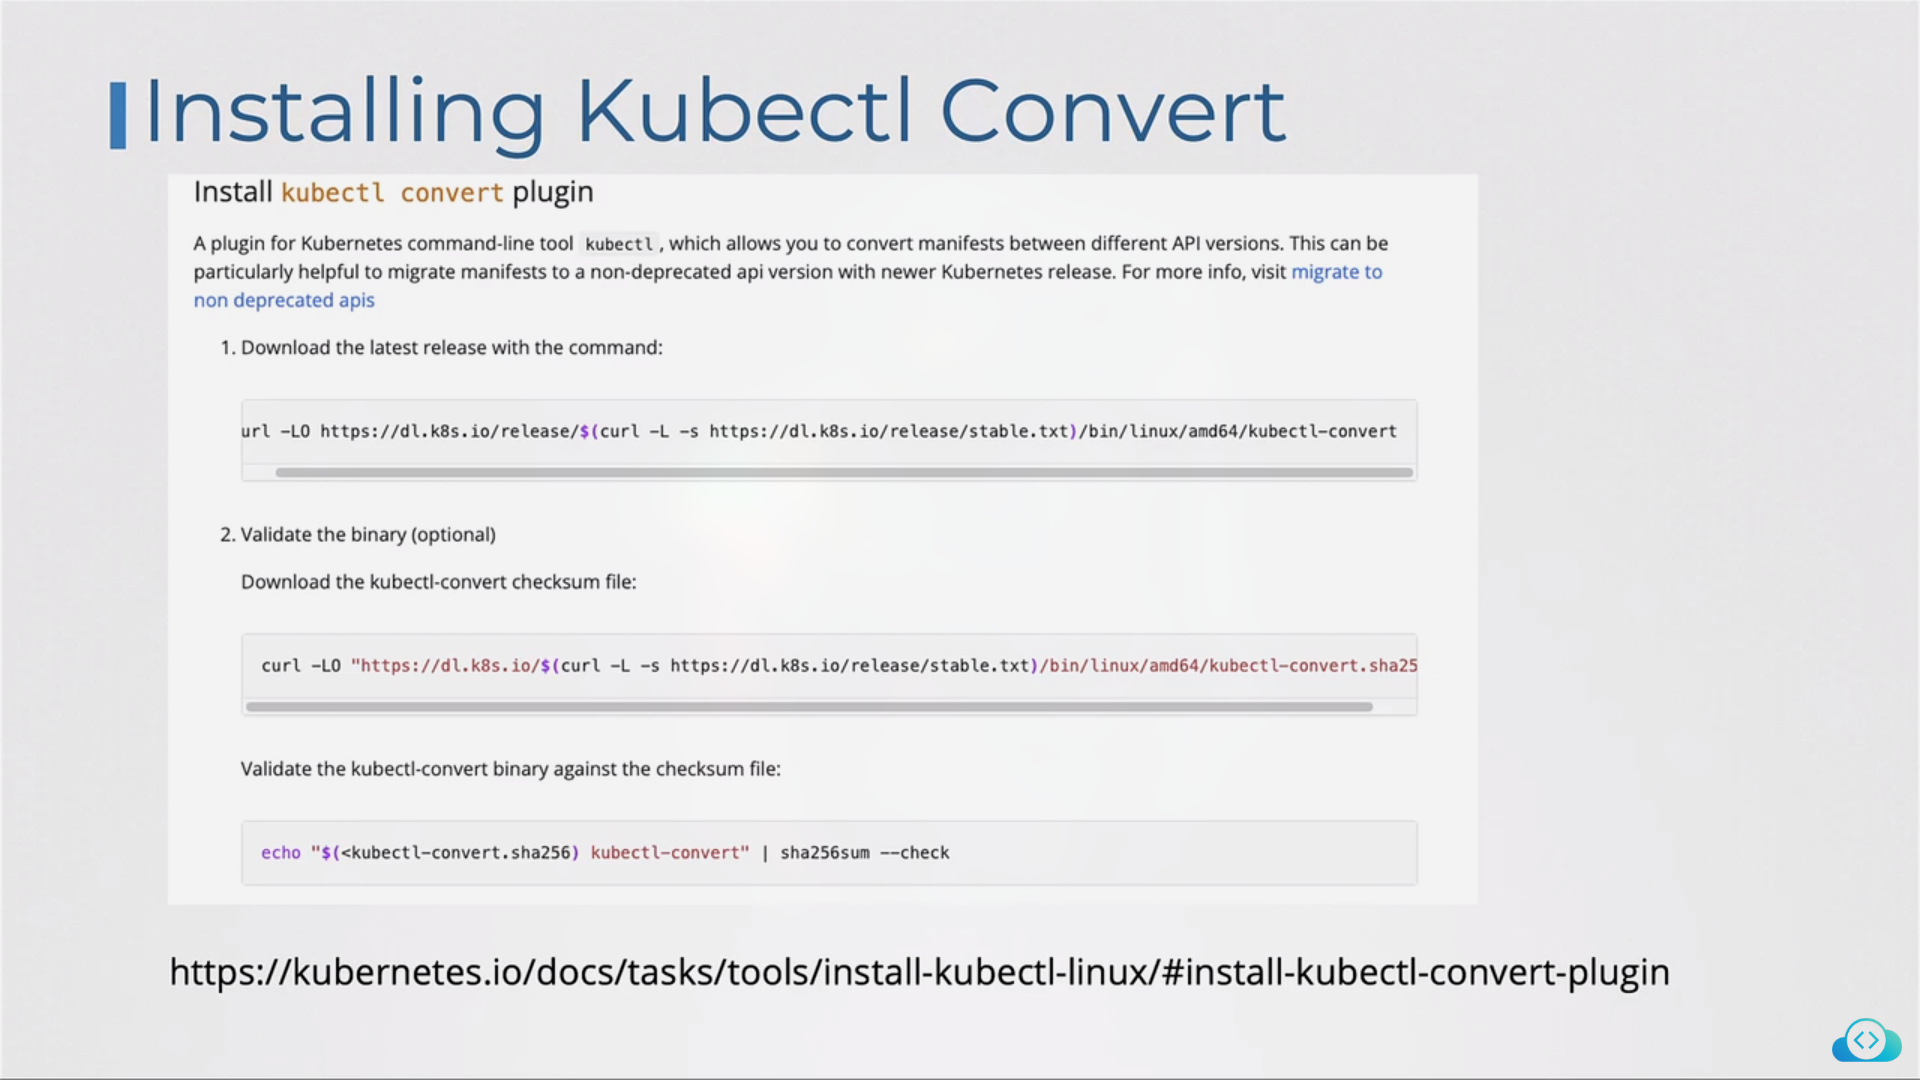 Installing Kubectl Convert
Install kubectl convert plugin
A plugin for Kubernetes command-line tool kubectl, which allows you to convert manifests between different API versions. This can be
particularly helpful to migrate manifests to a non-deprecated api version with newer Kubernetes release. For more info, visit migrate to
non deprecated apis
1. Download the latest release with the command:
url -LO https://dl.k8s.io/release/$(curl -L -s https://dl.k8s.io/release/stable.txt)/bin/linux/amd64/kubectl-convert
2. Validate the binary (optional)
Download the kubectl-convert checksum file:
curl -LO "https://dl.k8s.io/$(curl -L -s https://dl.k8s.io/release/stable.txt)/bin/linux/amd64/kubectl-convert.sha25
Validate the kubectl-convert binary against the checksum file:
echo "$(<kubectl-convert.sha256) kubectl-convert" | sha256sum --check
https://kubernetes.io/docs/tasks/tools/install-kubectl-linux/#install-kubectl-convert-plugin